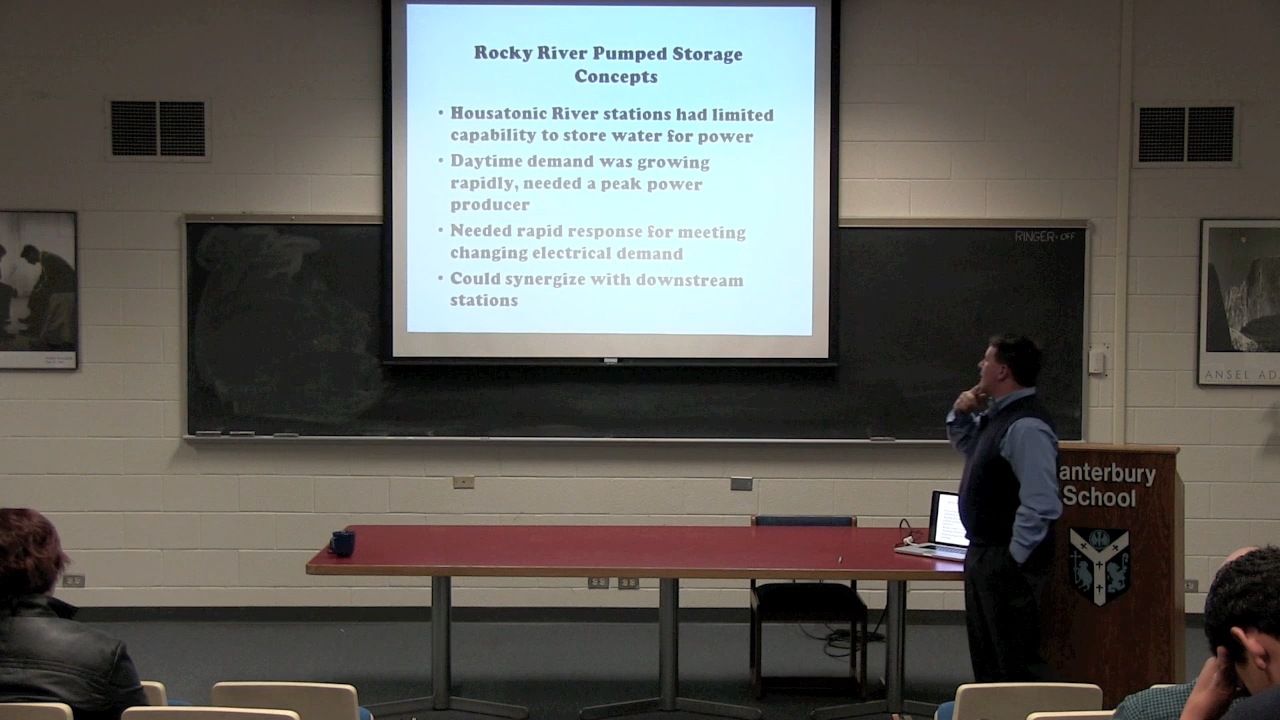 Rocky River Pumped Storage
Concepts
• Housatonic River stations had limited
capability to store water for power
• Daytime demand was growing
rapidly, needed a peak power
producer
• Needed rapid response for meeting
changing electrical demand
• Could synergize with downstream
stations
RINGER-OFF
ANSEL AD
anterbury
School